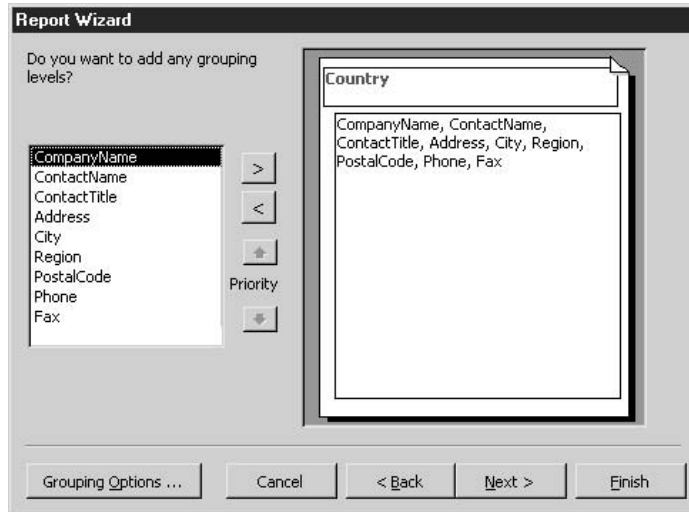 Report Wizard
Do you want to add any grouping
levels?
CompanyName
ContactName
ContactTitle
Address
City
Region
PostalCode
Phone
Fax
>
<
Priority
Country
CompanyName, ContactName,
ContactTitle, Address, City, Region,
PostalCode, Phone, Fax
Grouping Options ...
Cancel
< Back
Next >
Finish